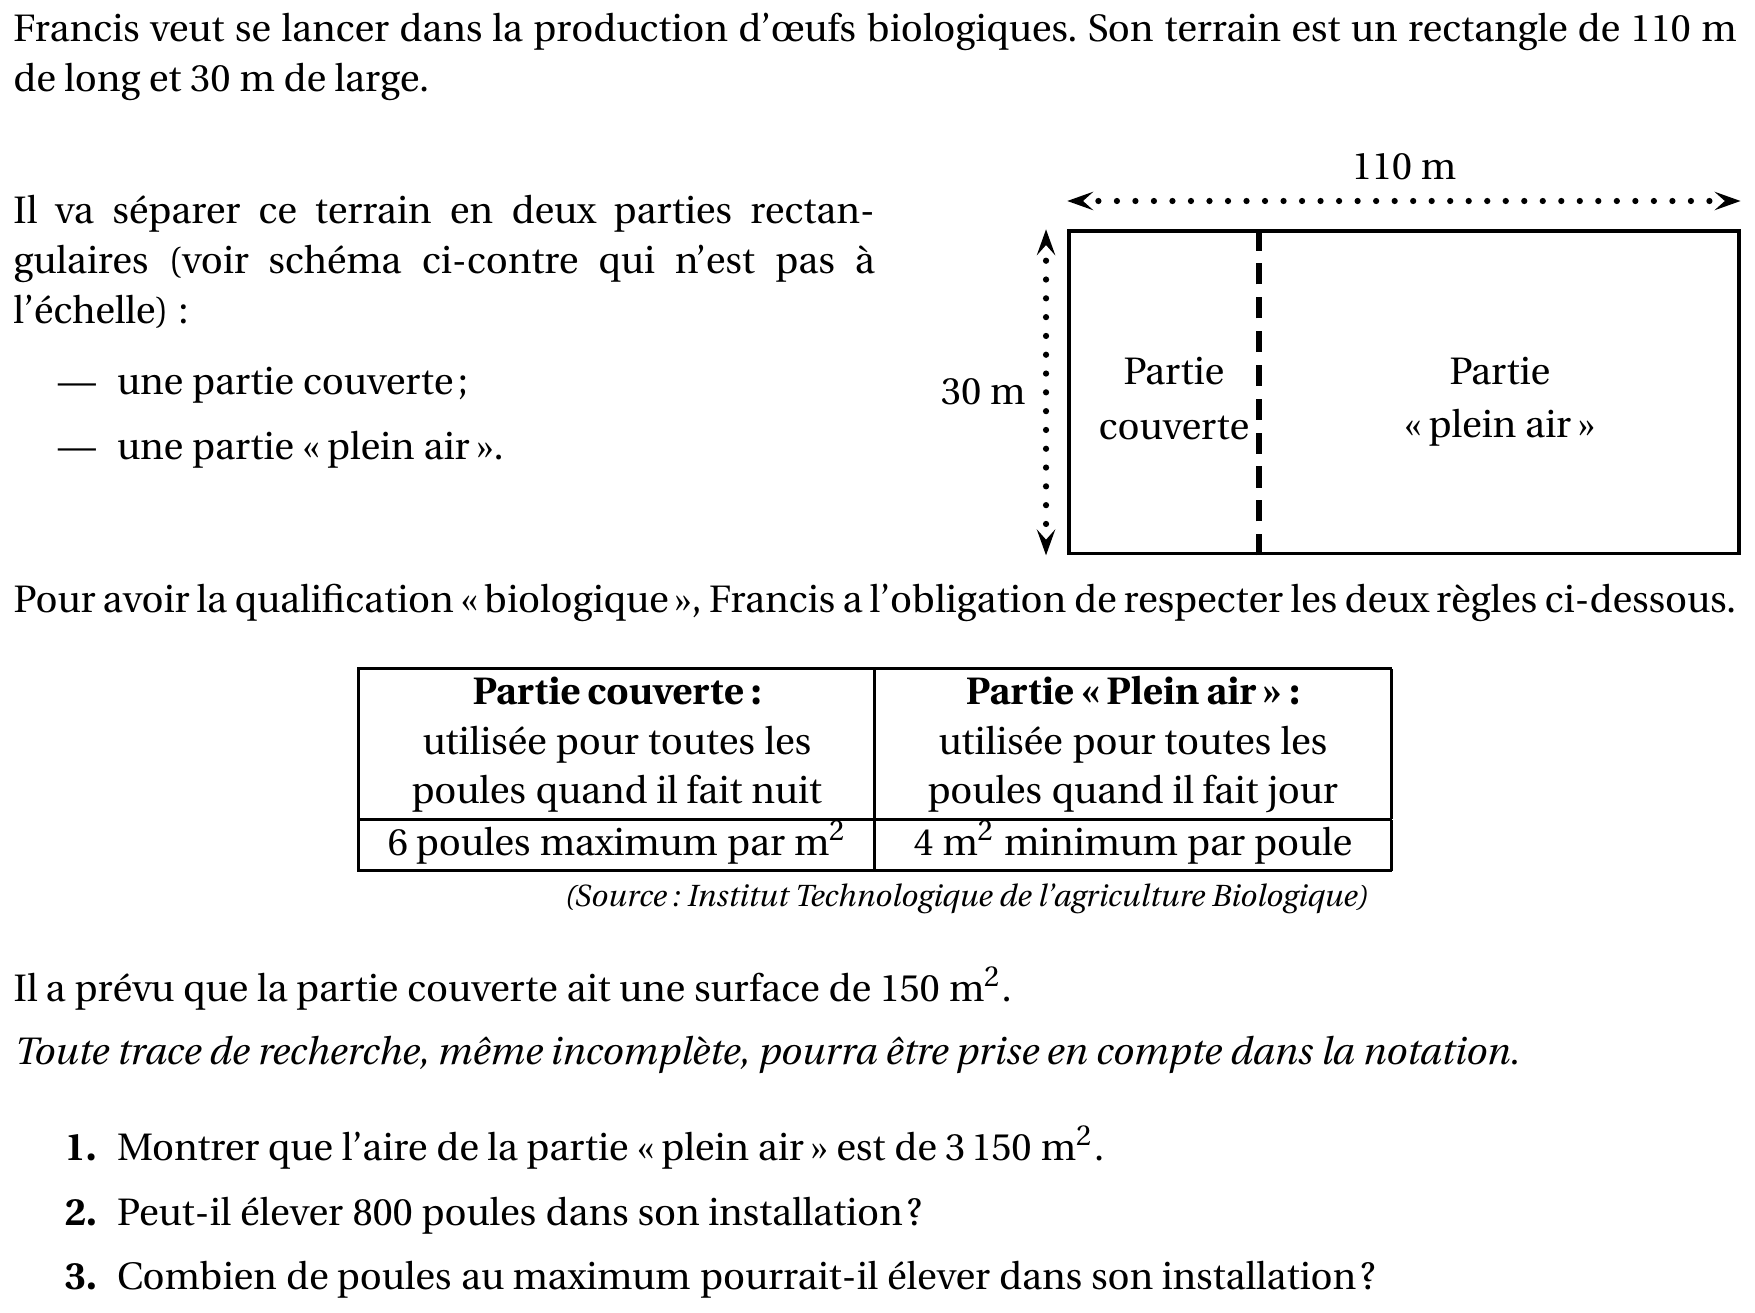 Francis veut se lancer dans la production d'œufs biologiques. Son terrain est un rectangle de 110 m
de long et 30 m de large.
Il va séparer ce terrain en deux parties rectan-
gulaires (voir schéma ci-contre qui n'est pas à
l'échelle) :
— une partie couverte ;
— une partie « plein air ».
110 m
30 m
Partie
couverte
Partie
« plein air »
Pour avoir la qualification « biologique », Francis a l'obligation de respecter les deux règles ci-dessous.
Partie couverte :
utilisée pour toutes les
poules quand il fait nuit
6 poules maximum par m²
Partie « Plein air » :
utilisée pour toutes les
poules quand il fait jour
4 m² minimum par poule
(Source : Institut Technologique de l'agriculture Biologique)
Il a prévu que la partie couverte ait une surface de 150 m².
Toute trace de recherche, même incomplète, pourra être prise en compte dans la notation.
1. Montrer que l'aire de la partie « plein air » est de 3 150 m².
2. Peut-il élever 800 poules dans son installation ?
3. Combien de poules au maximum pourrait-il élever dans son installation ?